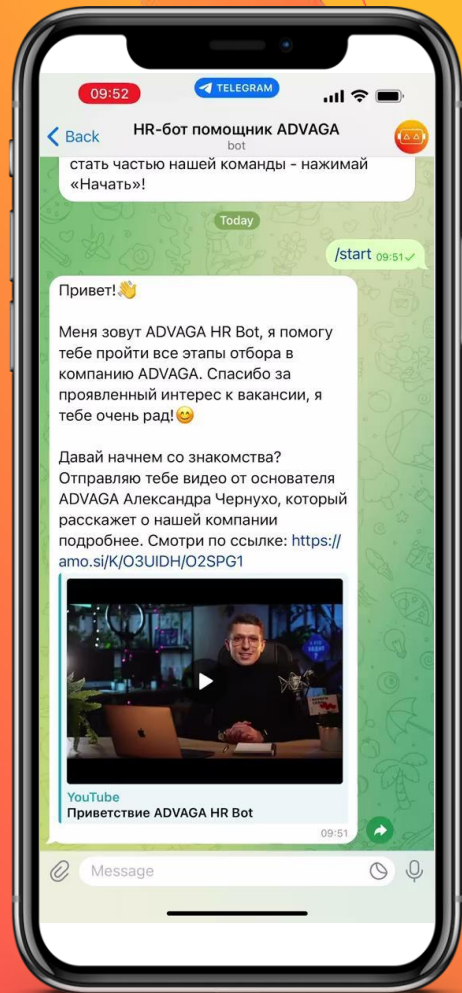 09:52
TELEGRAM
Back
HR-бот помощник ADVAGA
bot
стать частью нашей команды - нажимай
«Начать»!
Today
/start 09:51
Привет!👋
Меня зовут ADVAGA HR Bot, я помогу
тебе пройти все этапы отбора в
компанию ADVAGA. Спасибо за
проявленный интерес к вакансии, я
тебе очень рад!😊
Давай начнем со знакомства?
Отправляю тебе видео от основателя
ADVAGA Александра Чернухо, который
расскажет о нашей компании
подробнее. Смотри по ссылке: https://
amo.si/K/O3UIDH/O2SPG1
YouTube
Приветствие ADVAGA HR Bot
09:51
Message